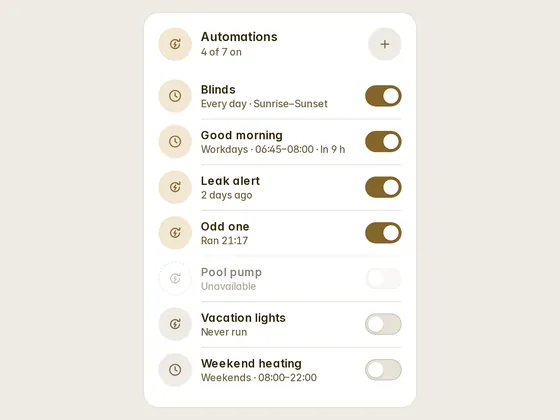 Automations
4 of 7 on
Blinds
Every day · Sunrise–Sunset
Good morning
Workdays · 06:45–08:00 · In 9 h
Leak alert
2 days ago
Odd one
Ran 21:17
Pool pump
Unavailable
Vacation lights
Never run
Weekend heating
Weekends · 08:00–22:00